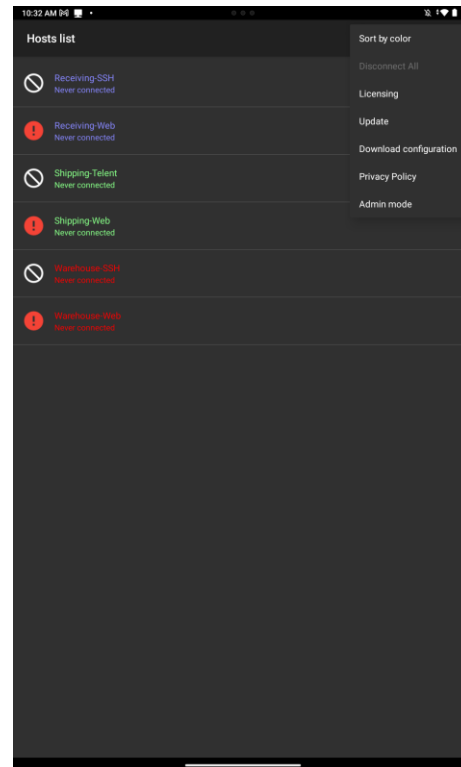 10:32 AM
Hosts list
Receiving-SSH
Never connected
Receiving-Web
Never connected
Shipping-Telent
Never connected
Shipping-Web
Never connected
Warehouse-SSH
Never connected
Warehouse-Web
Never connected
Sort by color
Disconnect All
Licensing
Update
Download configuration
Privacy Policy
Admin mode